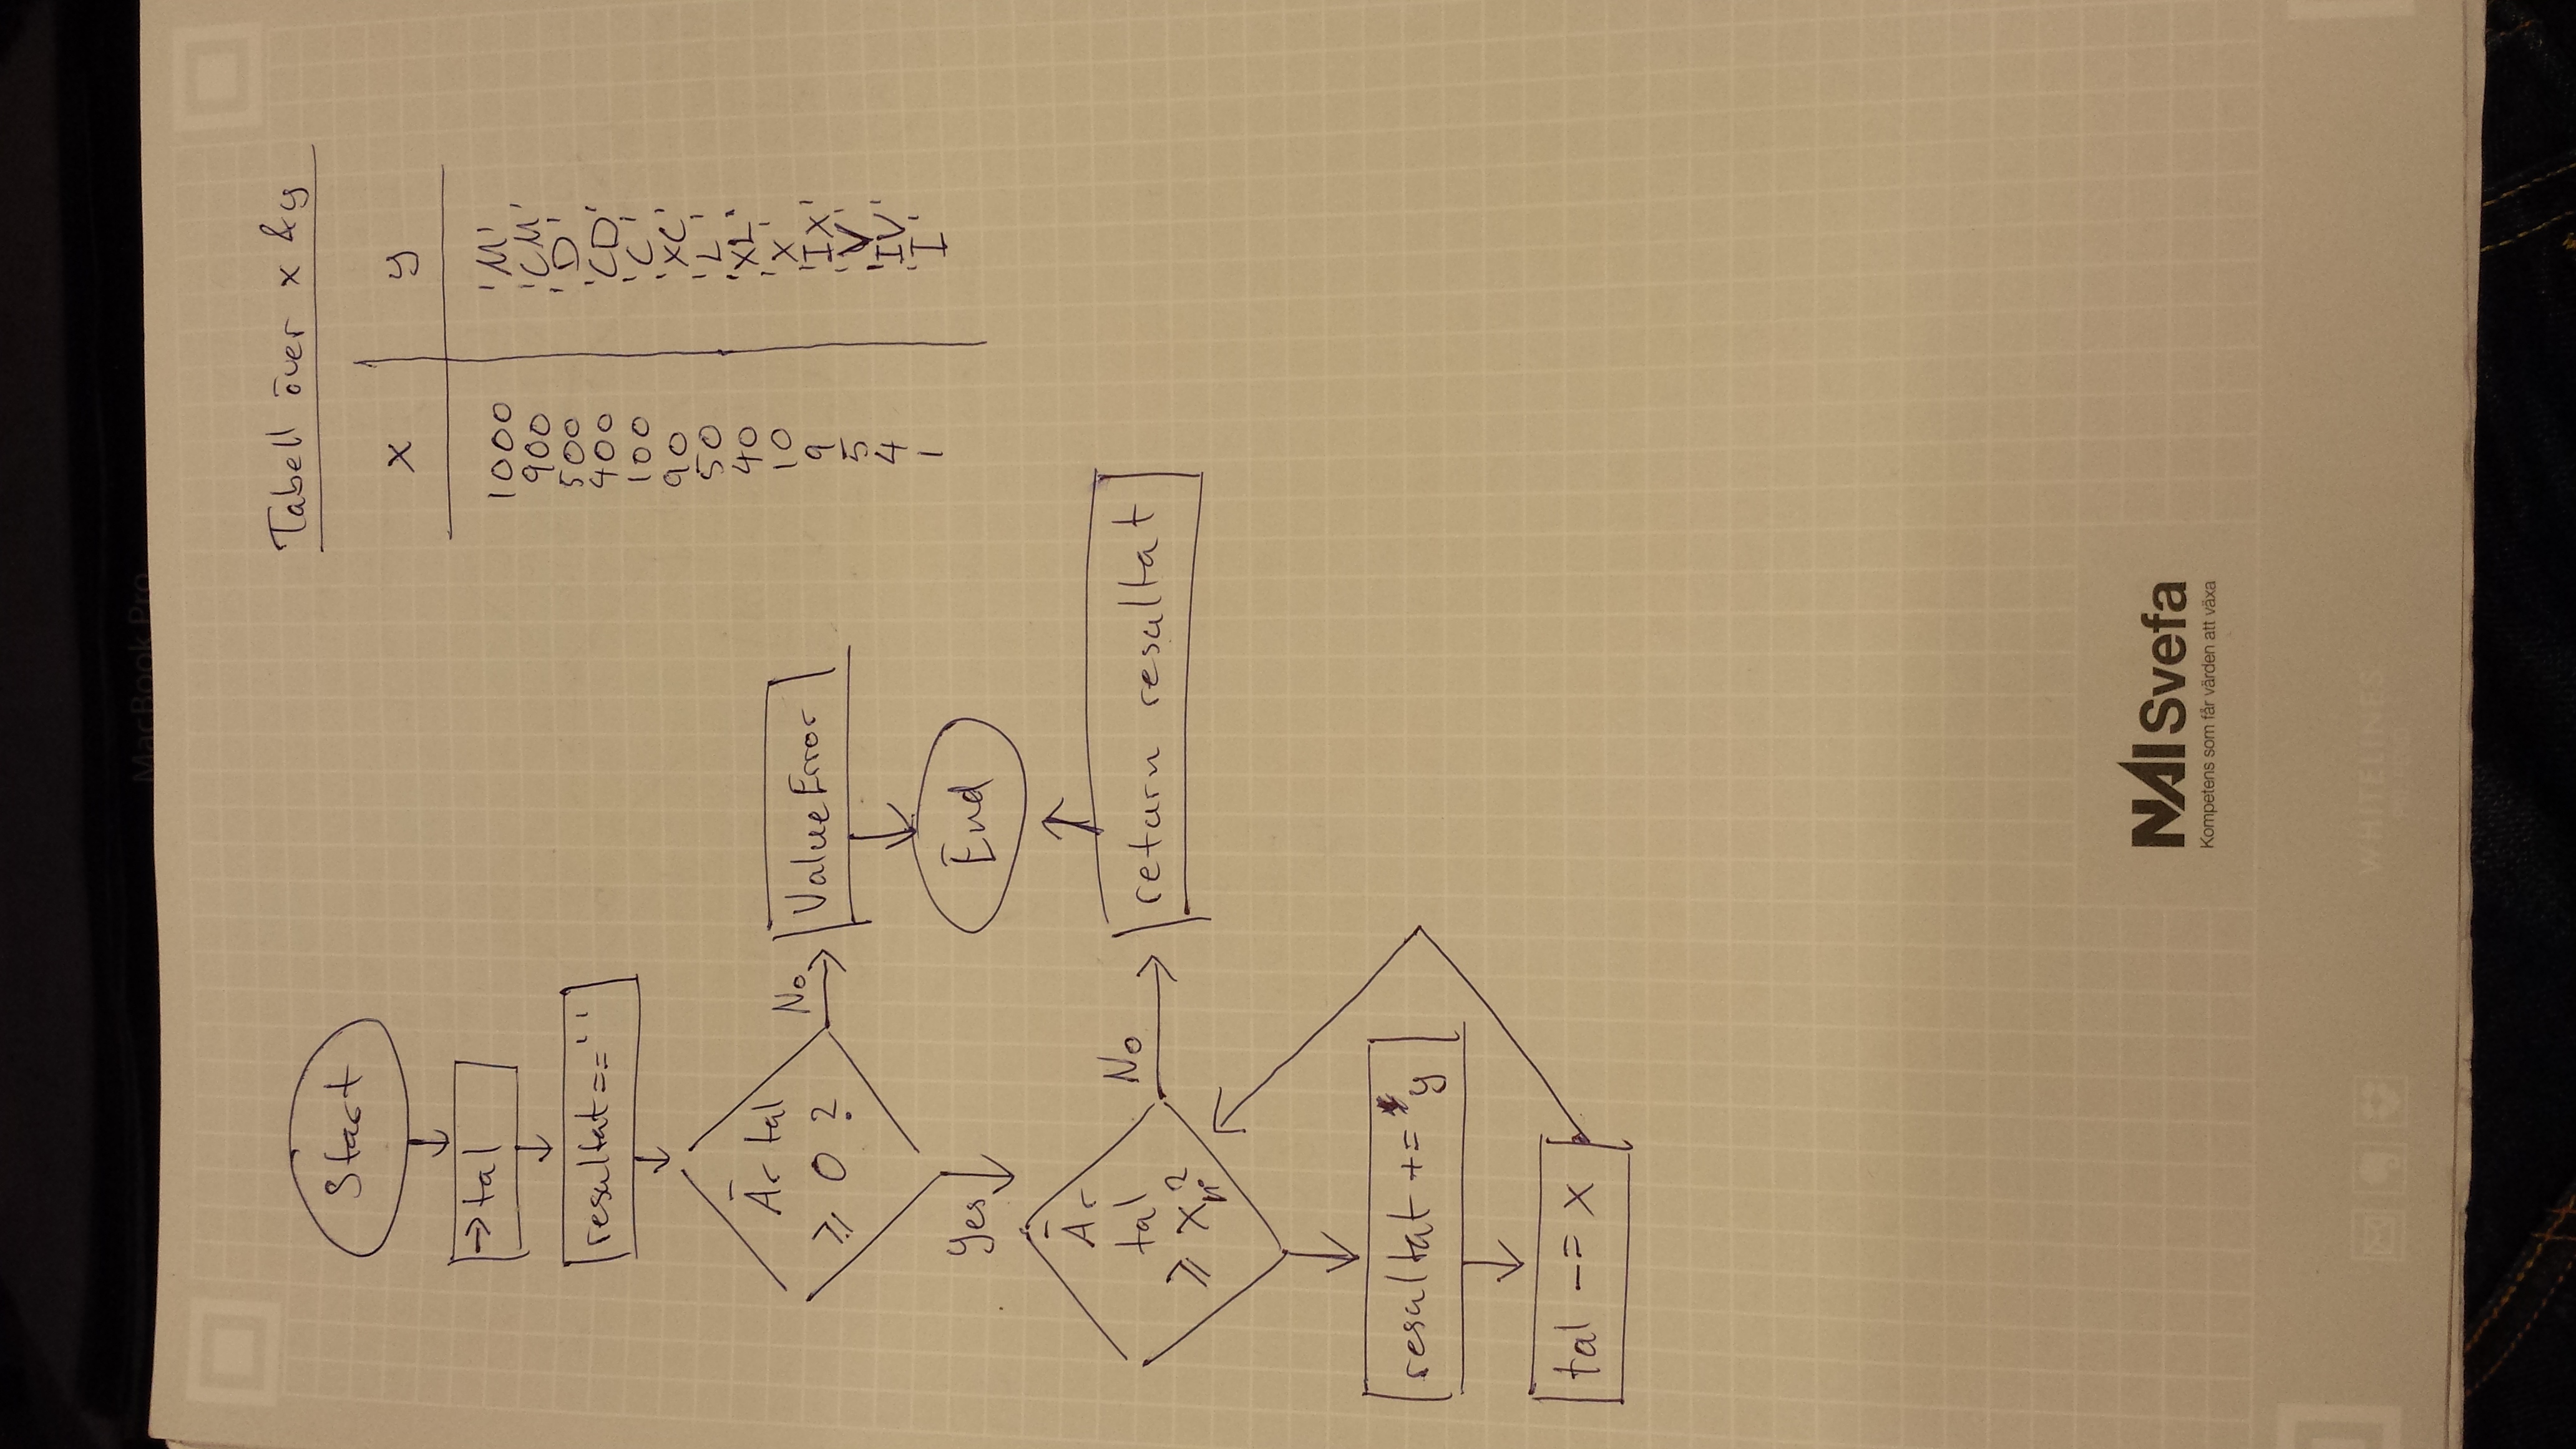 MacBook Pro
Start
→ tal
resultat == ' '
Är tal
≥ 0 ?
No
ValueError
End
Yes
Är
tal
≥ xn?
No
return resultat
resultat += y
tal -= x
Tabell över x & y
x y
1000 'M'
900 'CM'
500 'D'
400 'CD'
100 'C'
90 'XC'
50 'L'
40 'XL'
10 'X'
9 'IX'
5 'V'
4 'IV'
1 'I'
NAI Svefa
Kompetens som får värden att växa
WHITELINES